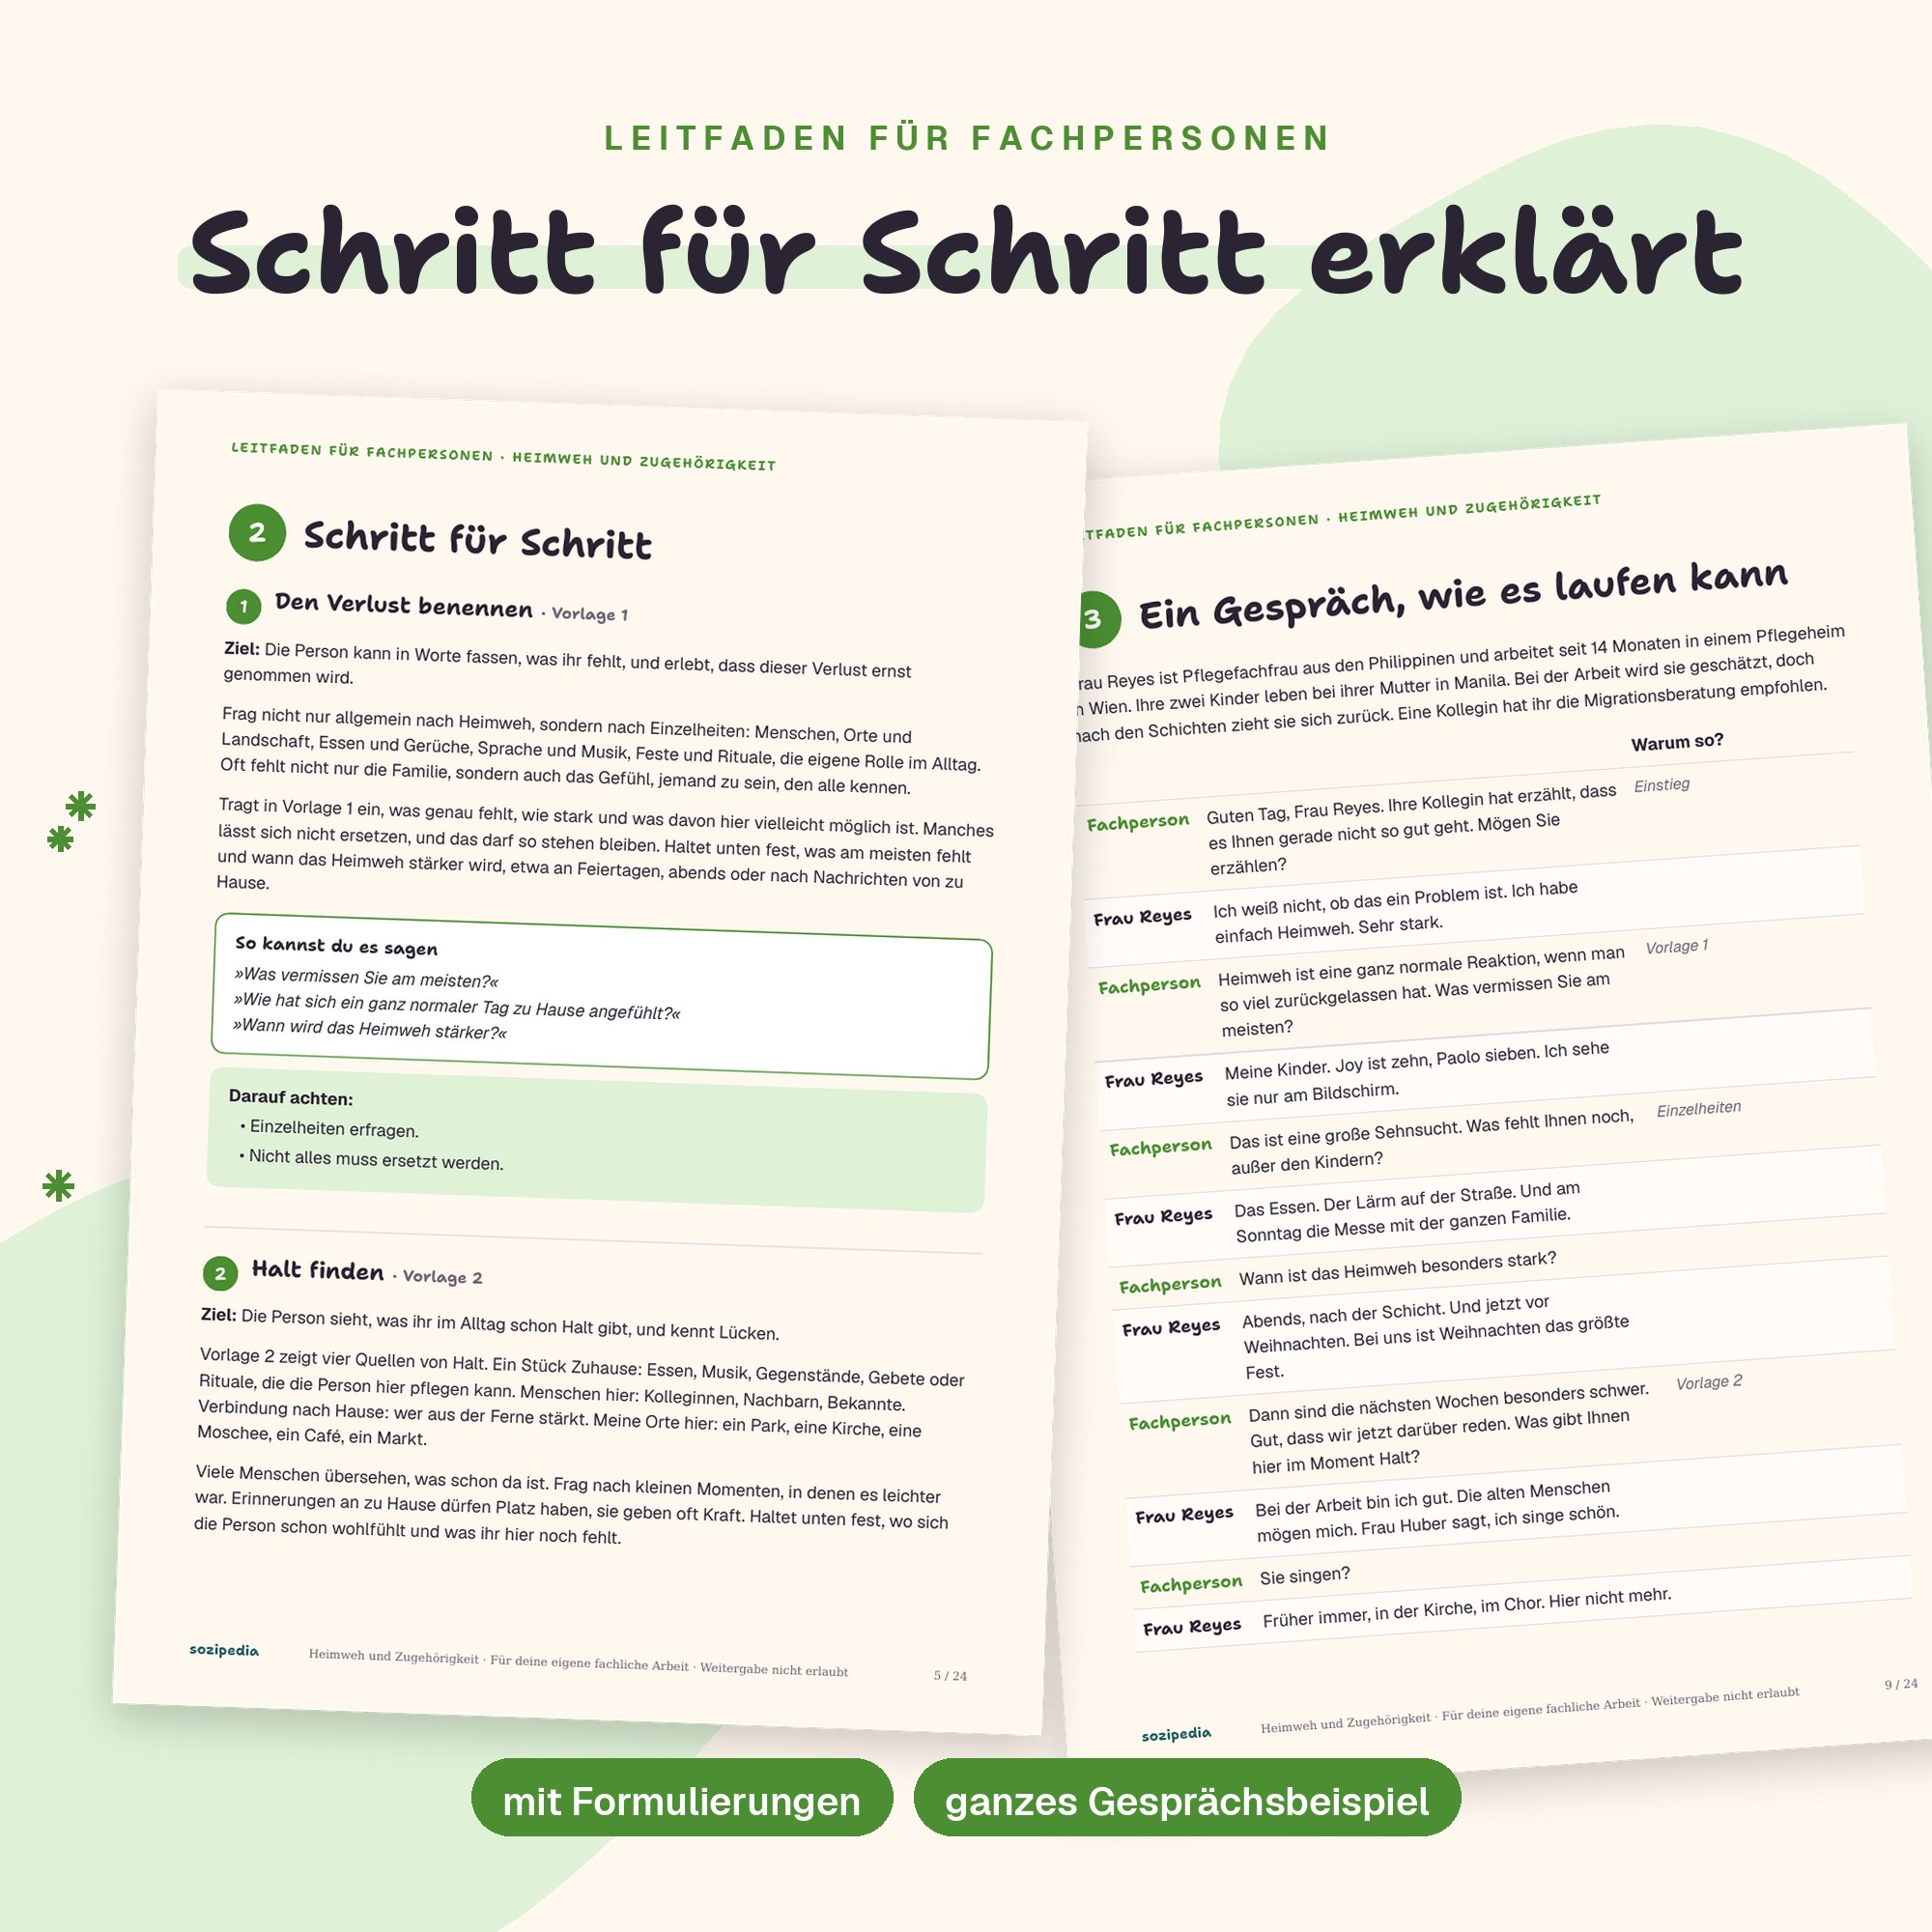 LEITFADEN FÜR FACHPERSONEN
Schritt für Schritt erklärt
LEITFADEN FÜR FACHPERSONEN · HEIMWEH UND ZUGEHÖRIGKEIT
2 Schritt für Schritt
1 Den Verlust benennen · Vorlage 1
Ziel: Die Person kann in Worte fassen, was ihr fehlt, und erlebt, dass dieser Verlust ernst
genommen wird.
Frag nicht nur allgemein nach Heimweh, sondern nach Einzelheiten: Menschen, Orte und
Landschaft, Essen und Gerüche, Sprache und Musik, Feste und Rituale, die eigene Rolle im Alltag.
Oft fehlt nicht nur die Familie, sondern auch das Gefühl, jemand zu sein, den alle kennen.
Tragt in Vorlage 1 ein, was genau fehlt, wie stark und was davon hier vielleicht möglich ist. Manches
lässt sich nicht ersetzen, und das darf so stehen bleiben. Haltet unten fest, was am meisten fehlt
und wann das Heimweh stärker wird, etwa an Feiertagen, abends oder nach Nachrichten von zu
Hause.
So kannst du es sagen
»Was vermissen Sie am meisten?«
»Wie hat sich ein ganz normaler Tag zu Hause angefühlt?«
»Wann wird das Heimweh stärker?«
Darauf achten:
• Einzelheiten erfragen.
• Nicht alles muss ersetzt werden.
2 Halt finden · Vorlage 2
Ziel: Die Person sieht, was ihr im Alltag schon Halt gibt, und kennt Lücken.
Vorlage 2 zeigt vier Quellen von Halt. Ein Stück Zuhause: Essen, Musik, Gegenstände, Gebete oder
Rituale, die die Person hier pflegen kann. Menschen hier: Kolleginnen, Nachbarn, Bekannte.
Verbindung nach Hause: wer aus der Ferne stärkt. Meine Orte hier: ein Park, eine Kirche, eine
Moschee, ein Café, ein Markt.
Viele Menschen übersehen, was schon da ist. Frag nach kleinen Momenten, in denen es leichter
war. Erinnerungen an zu Hause dürfen Platz haben, sie geben oft Kraft. Haltet unten fest, wo sich
die Person schon wohlfühlt und was ihr hier noch fehlt.
sozipedia Heimweh und Zugehörigkeit · Für deine eigene fachliche Arbeit · Weitergabe nicht erlaubt 5 / 24
TFADEN FÜR FACHPERSONEN · HEIMWEH UND ZUGEHÖRIGKEIT
3 Ein Gespräch, wie es laufen kann
rau Reyes ist Pflegefachfrau aus den Philippinen und arbeitet seit 14 Monaten in einem Pflegeheim
n Wien. Ihre zwei Kinder leben bei ihrer Mutter in Manila. Bei der Arbeit wird sie geschätzt, doch
nach den Schichten zieht sie sich zurück. Eine Kollegin hat ihr die Migrationsberatung empfohlen.
Warum so?
Fachperson Guten Tag, Frau Reyes. Ihre Kollegin hat erzählt, dass Einstieg
es Ihnen gerade nicht so gut geht. Mögen Sie
erzählen?
Frau Reyes Ich weiß nicht, ob das ein Problem ist. Ich habe
einfach Heimweh. Sehr stark.
Fachperson Heimweh ist eine ganz normale Reaktion, wenn man Vorlage 1
so viel zurückgelassen hat. Was vermissen Sie am
meisten?
Frau Reyes Meine Kinder. Joy ist zehn, Paolo sieben. Ich sehe
sie nur am Bildschirm.
Fachperson Das ist eine große Sehnsucht. Was fehlt Ihnen noch, Einzelheiten
außer den Kindern?
Frau Reyes Das Essen. Der Lärm auf der Straße. Und am
Sonntag die Messe mit der ganzen Familie.
Fachperson Wann ist das Heimweh besonders stark?
Frau Reyes Abends, nach der Schicht. Und jetzt vor
Weihnachten. Bei uns ist Weihnachten das größte
Fest.
Fachperson Dann sind die nächsten Wochen besonders schwer. Vorlage 2
Gut, dass wir jetzt darüber reden. Was gibt Ihnen
hier im Moment Halt?
Frau Reyes Bei der Arbeit bin ich gut. Die alten Menschen
mögen mich. Frau Huber sagt, ich singe schön.
Fachperson Sie singen?
Frau Reyes Früher immer, in der Kirche, im Chor. Hier nicht mehr.
sozipedia Heimweh und Zugehörigkeit · Für deine eigene fachliche Arbeit · Weitergabe nicht erlaubt 9 / 24
mit Formulierungen
ganzes Gesprächsbeispiel